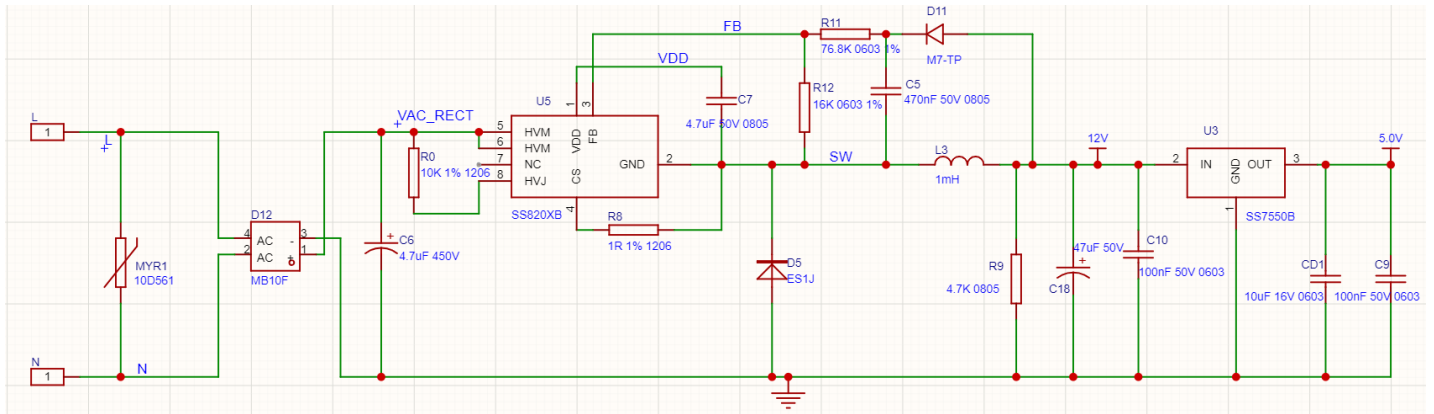 FB
R11
76.8K 0603 1%
D11
M7-TP
VDD
U5
C7
4.7uF 50V 0805
R12
16K 0603 1%
C5
470nF 50V 0805
L
1
L
+
VAC_RECT
+
R0
10K 1% 1206
5
6
7
8
HVM
HVM
NC
HVJ
1
VDD
3
FB
CS
4
GND
2
SS820XB
R8
1R 1% 1206
SW
L3
1mH
12V
U3
2
IN
GND
OUT
3
1
SS7550B
5.0V
D12
4
2
AC
AC
-
+
3
1
MB10F
MYR1
10D561
C6
+
4.7uF 450V
D5
ES1J
R9
4.7K 0805
47uF 50V
+
C18
C10
100nF 50V 0603
CD1
10uF 16V 0603
C9
100nF 50V 0603
N
1
N